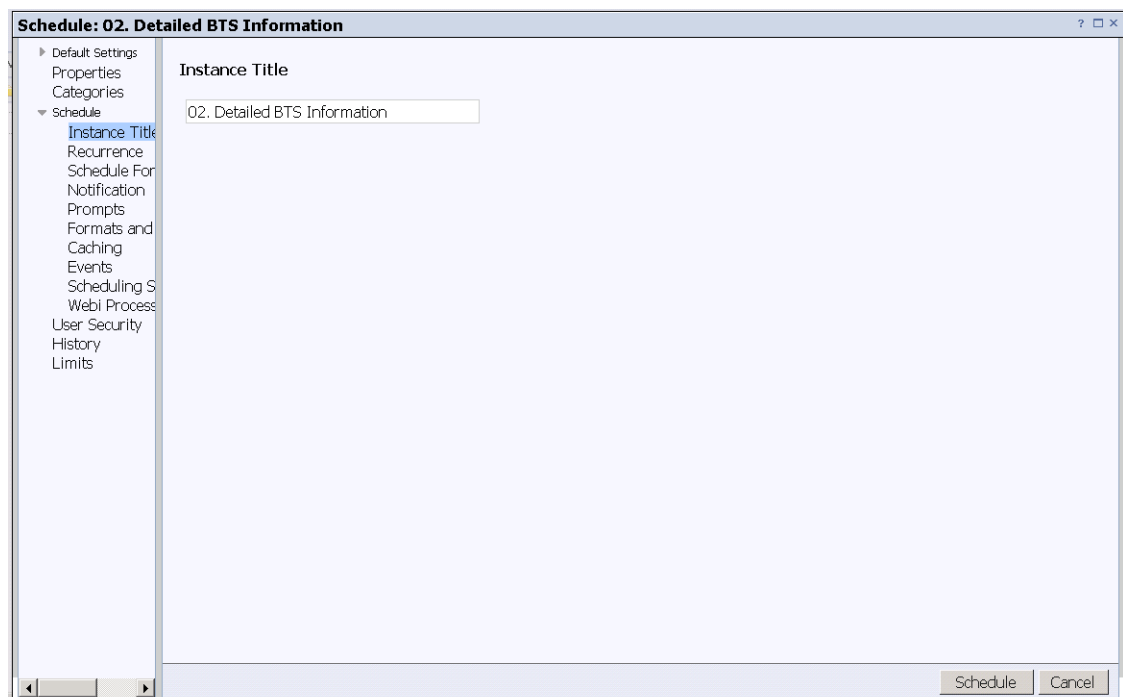 Schedule: 02. Detailed BTS Information
Default Settings
Properties
Categories
Schedule
Instance Title
Recurrence
Schedule For
Notification
Prompts
Formats and
Caching
Events
Scheduling S
Webi Process
User Security
History
Limits
Instance Title
02. Detailed BTS Information
Schedule Cancel